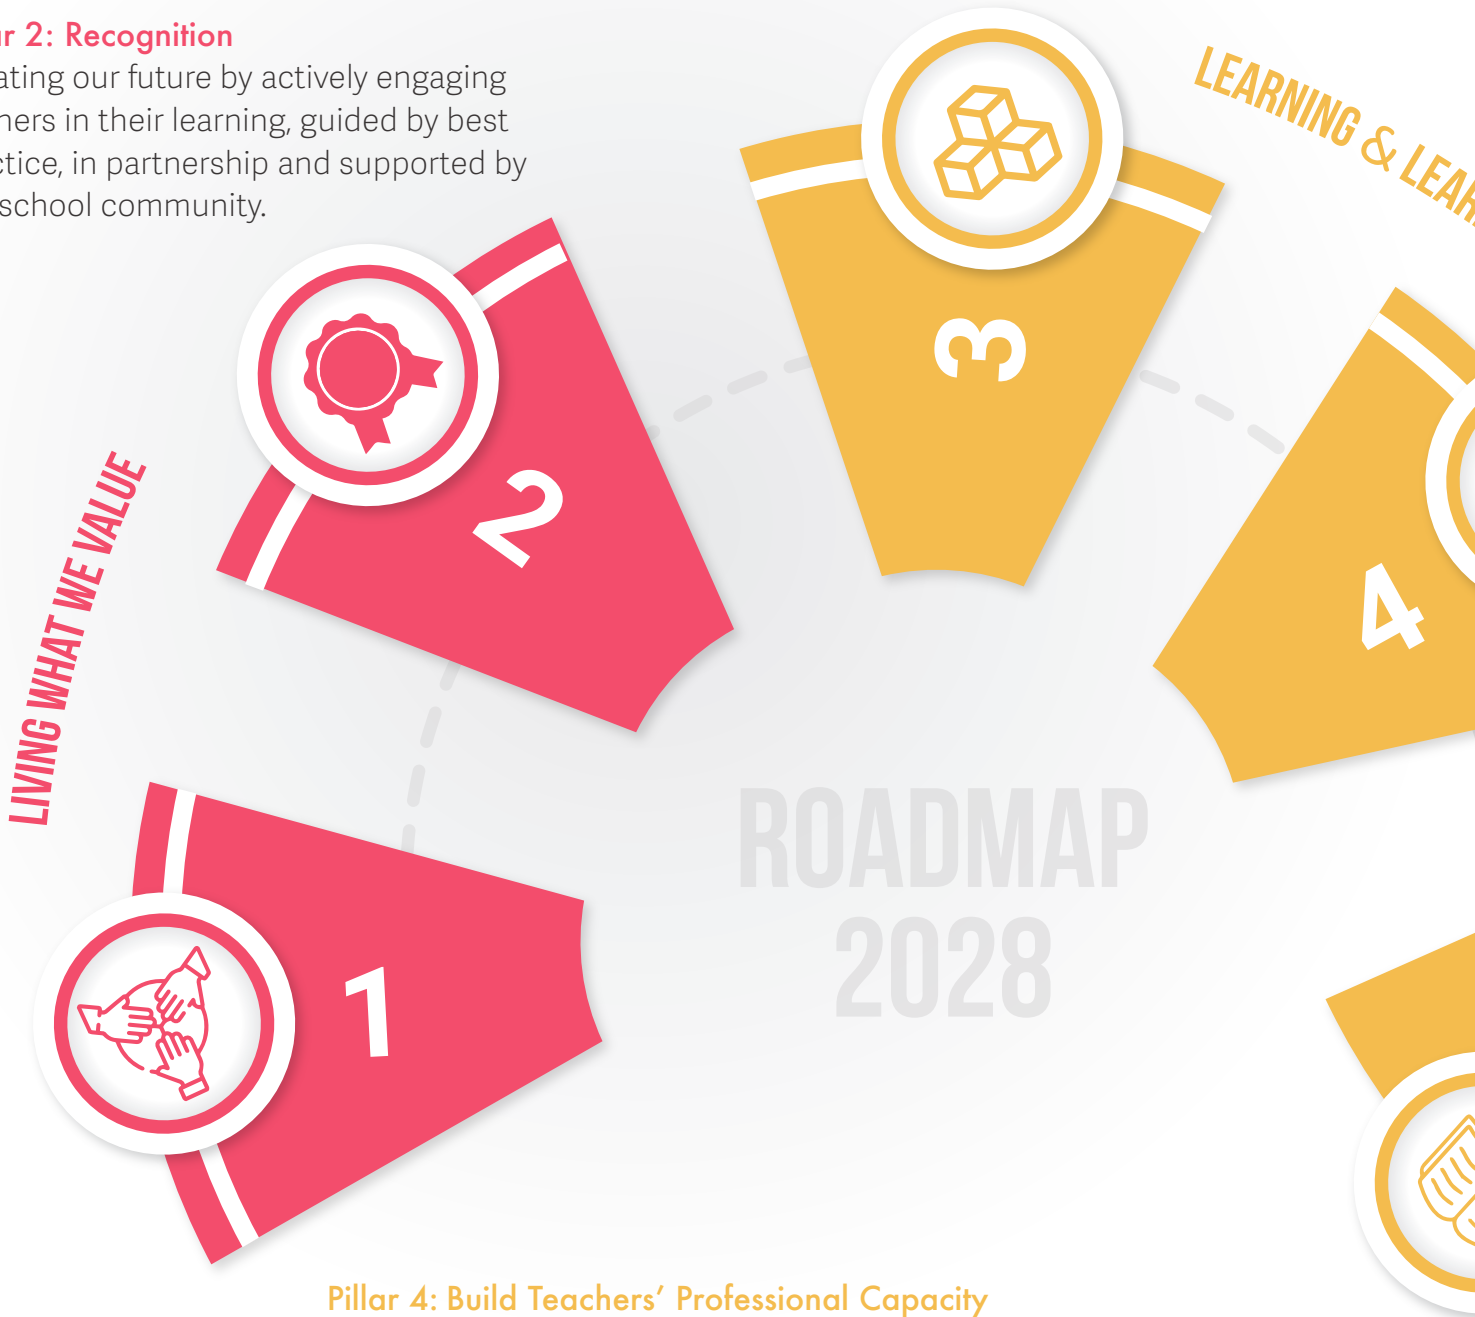 r 2: Recognition
ating our future by actively engaging
ners in their learning, guided by best
ctice, in partnership and supported by
school community.
LEARNING & LEAR
3
2
4
LIVING WHAT WE VALUE
1
ROADMAP
2028
Pillar 4: Build Teachers’ Professional Capacity